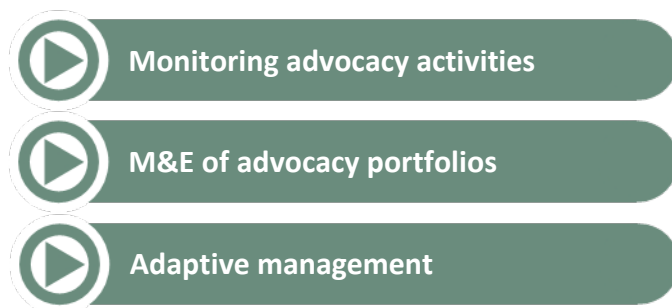 Monitoring advocacy activities
M&E of advocacy portfolios
Adaptive management